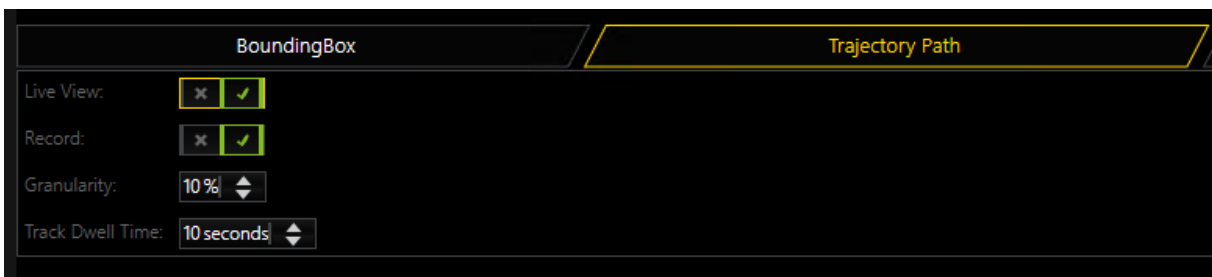 BoundingBox
Trajectory Path
Live View:
Record:
Granularity: 10 %
Track Dwell Time: 10 seconds